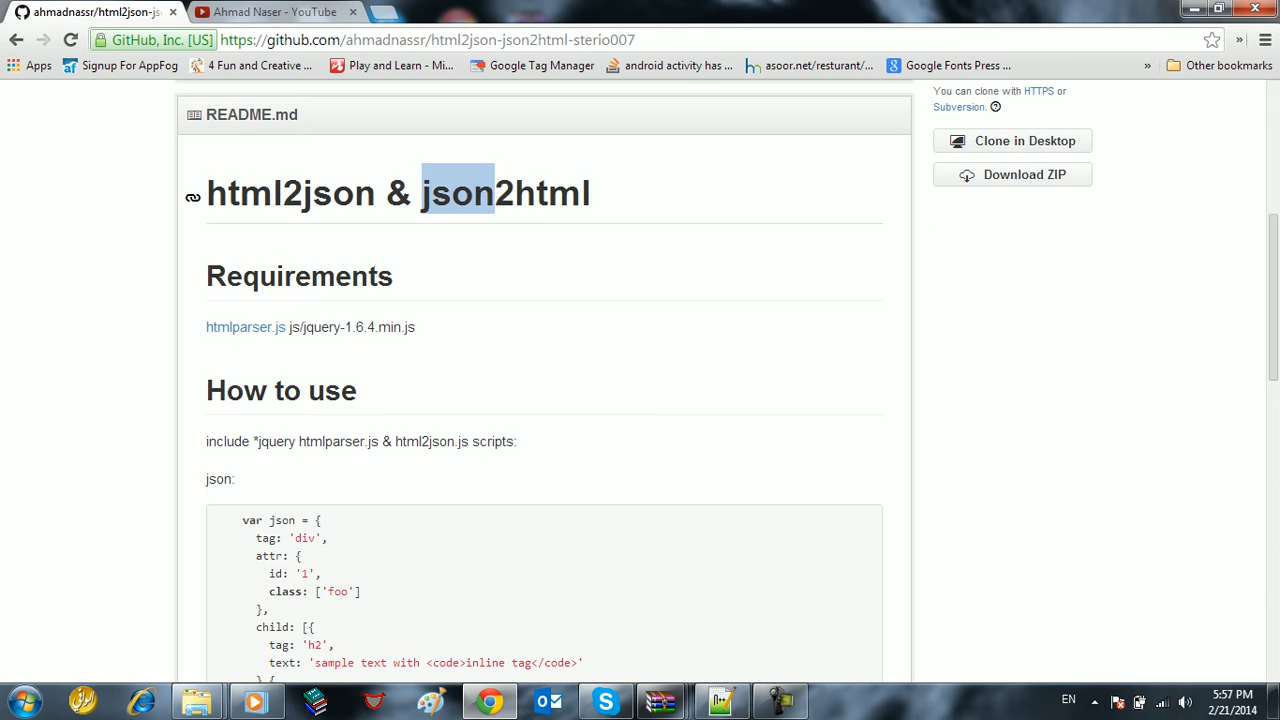 ahmadnassr/html2json-js
Ahmad Naser - YouTube
GitHub, Inc. [US] https://github.com/ahmadnassr/html2json-json2html-sterio007
Apps Signup For AppFog 4 Fun and Creative ... Play and Learn - Mi... Google Tag Manager android activity has ... asoor.net/resturant/... Google Fonts Press ... » Other bookmarks
You can clone with HTTPS or
Subversion.
Clone in Desktop
Download ZIP
README.md
html2json & json2html
Requirements
htmlparser.js js/jquery-1.6.4.min.js
How to use
include *jquery htmlparser.js & html2json.js scripts:
json:
var json = {
tag: 'div',
attr: {
id: '1',
class: ['foo']
},
child: [{
tag: 'h2',
text: 'sample text with <code>inline tag</code>'
},{
EN
5:57 PM
2/21/2014